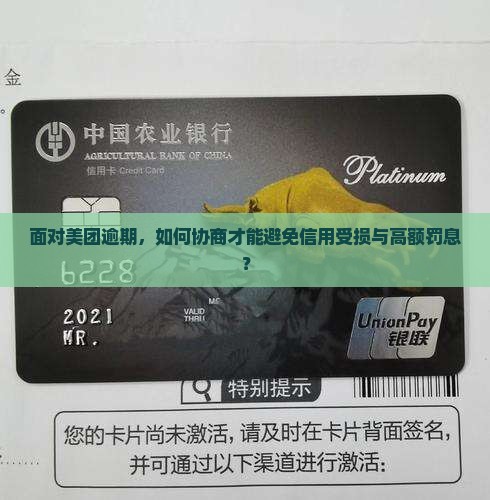 金
中国农业银行
AGRICULTURAL BANK OF CHINA
信用卡 Credit Card
Platinum
面对美团逾期，如何协商才能避免信用受损与高额罚息
？
6228
2021
MS
VALID
THRU
MR.
UnionPay
银联
特别提示
您的卡片尚未激活，请及时在卡片背面签名，
并可通过以下渠道进行激活：